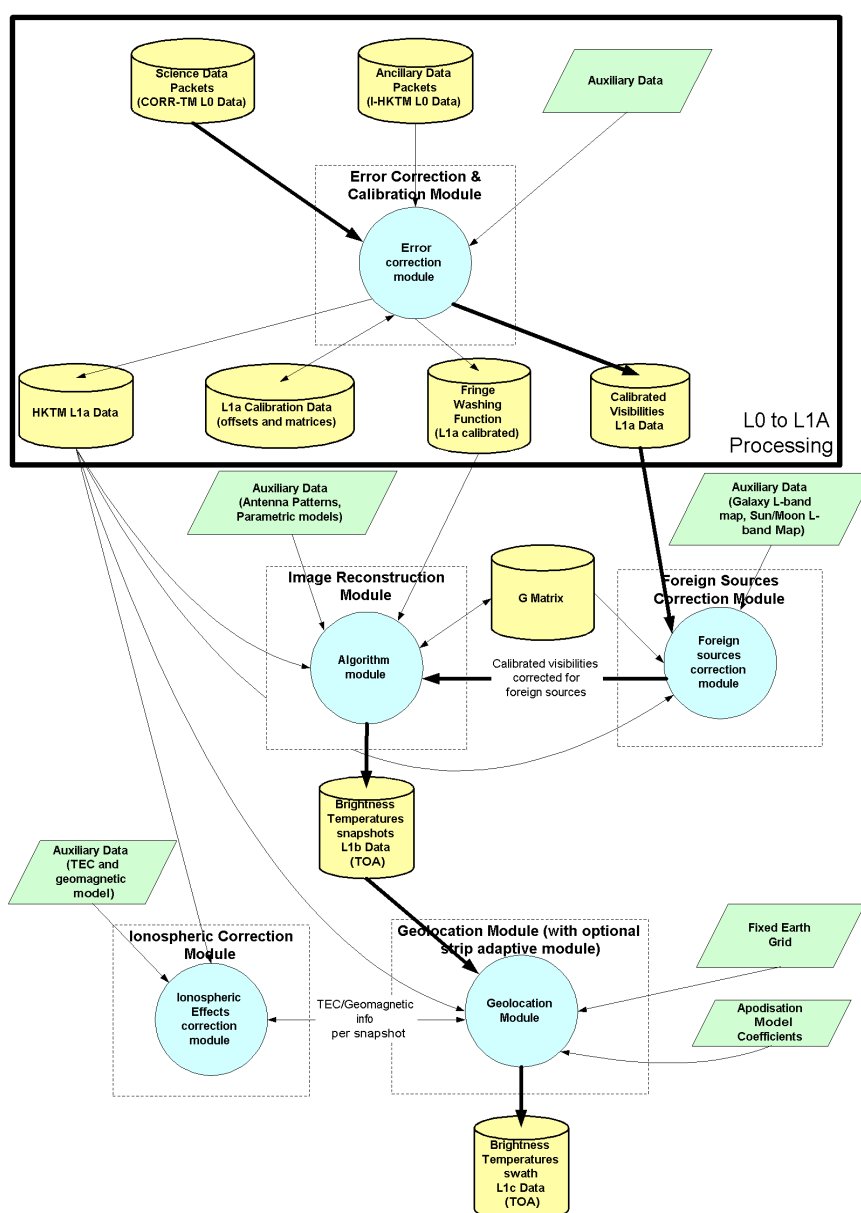 Science Data
Packets
(CORR-TM L0 Data)
Ancillary Data
Packets
(I-HKTM L0 Data)
Auxiliary Data
Error Correction &
Calibration Module
Error
correction
module
HKTM L1a Data
L1a Calibration Data
(offsets and matrices)
Fringe
Washing
Function
(L1a calibrated)
Calibrated
Visibilities
L1a Data
L0 to L1A
Processing
Auxiliary Data
(Antenna Patterns,
Parametric models)
Auxiliary Data
(Galaxy L-band
map, Sun/Moon L-
band Map)
Image Reconstruction
Module
G Matrix
Foreign Sources
Correction Module
Algorithm
module
Calibrated visibilities
corrected for
foreign sources
Foreign
sources
correction
module
Brightness
Temperatures
snapshots
L1b Data
(TOA)
Auxiliary Data
(TEC and
geomagnetic
model)
Ionospheric Correction
Module
Geolocation Module (with optional
strip adaptive module)
Fixed Earth
Grid
Ionospheric
Effects
correction
module
TEC/Geomagnetic
info
per snapshot
Geolocation
Module
Apodisation
Model
Coefficients
Brightness
Temperatures
swath
L1c Data
(TOA)